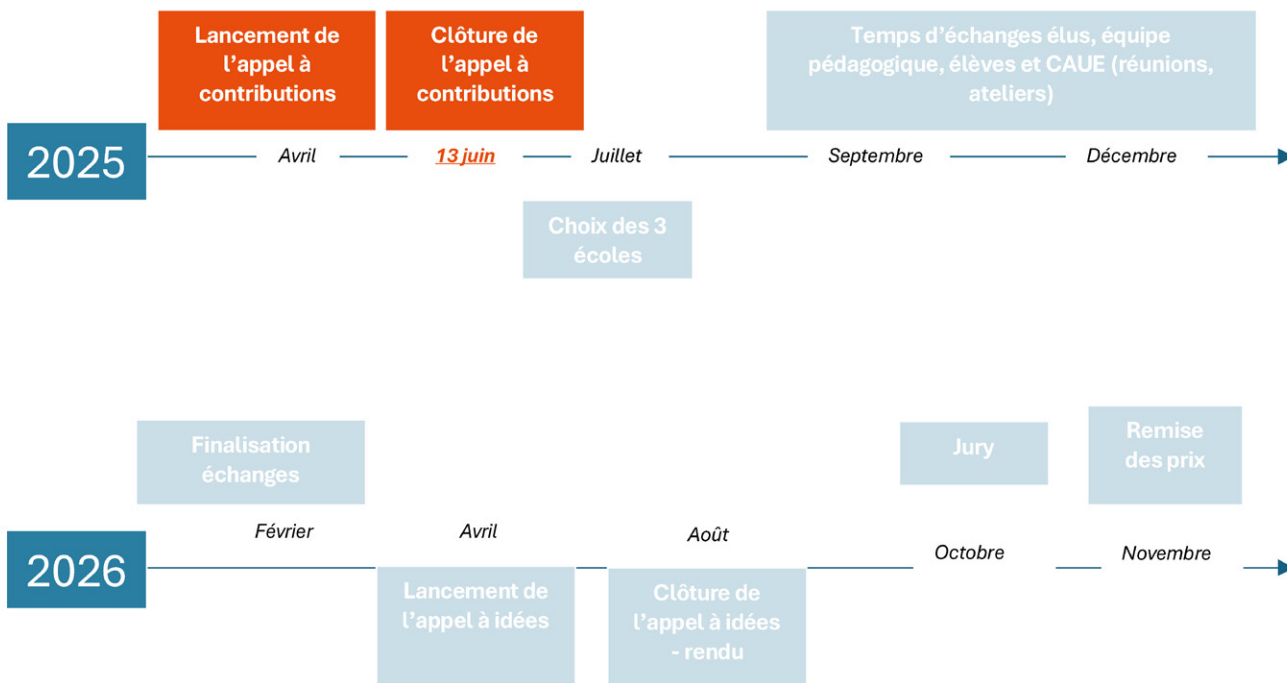 Lancement de
l’appel à
contributions
Clôture de
l’appel à
contributions
Temps d’échanges élus, équipe
pédagogique, élèves et CAUE (réunions,
ateliers)
2025
Avril
13 juin
Juillet
Septembre
Décembre
Choix des 3
écoles
Finalisation
échanges
Jury
Remise
des prix
2026
Février
Avril
Août
Octobre
Novembre
Lancement de
l’appel à idées
Clôture de
l’appel à idées
- rendu